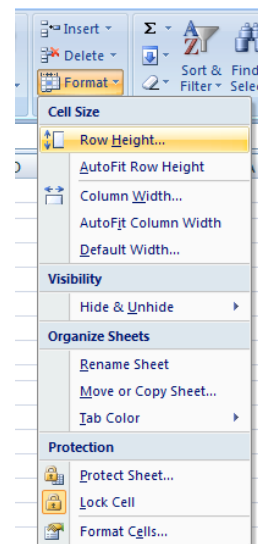 Insert
Delete
Format
Σ
Sort &
Filter
Find
Cell Size
Row Height...
AutoFit Row Height
Column Width...
AutoFit Column Width
Default Width...
Visibility
Hide & Unhide
Organize Sheets
Rename Sheet
Move or Copy Sheet...
Tab Color
Protection
Protect Sheet...
Lock Cell
Format Cells...